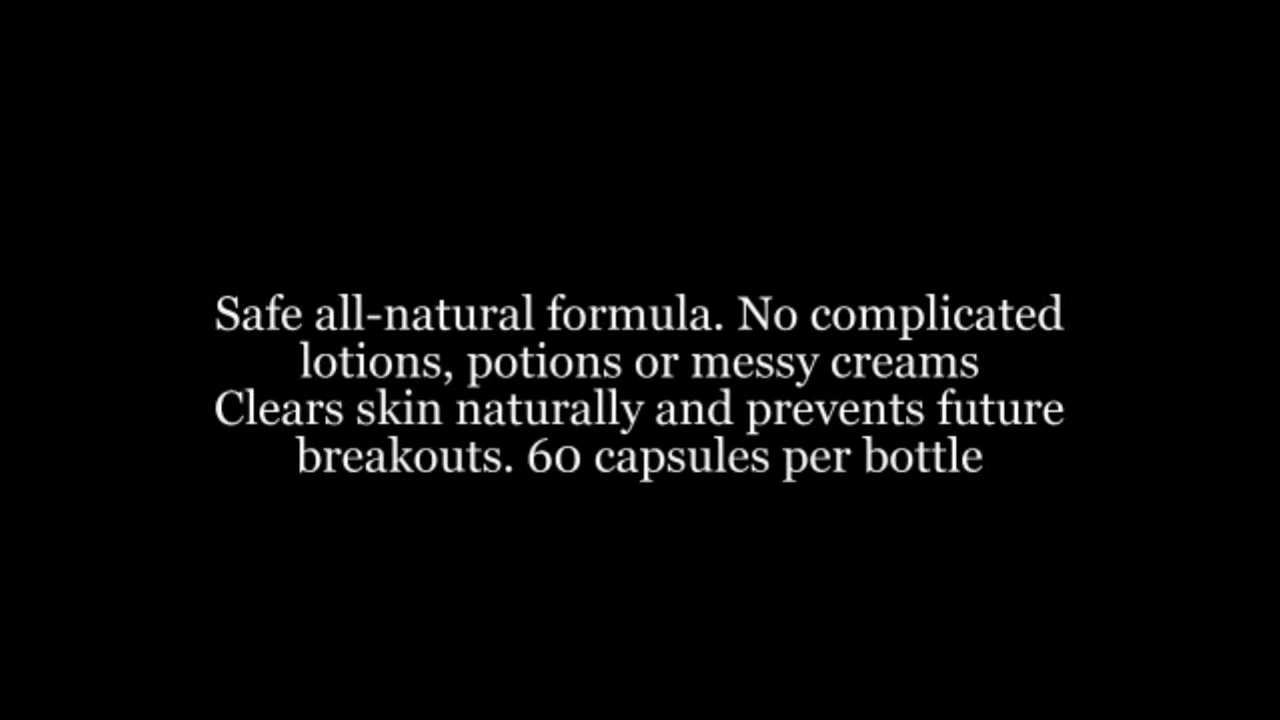 Safe all-natural formula. No complicated
lotions, potions or messy creams
Clears skin naturally and prevents future
breakouts. 60 capsules per bottle